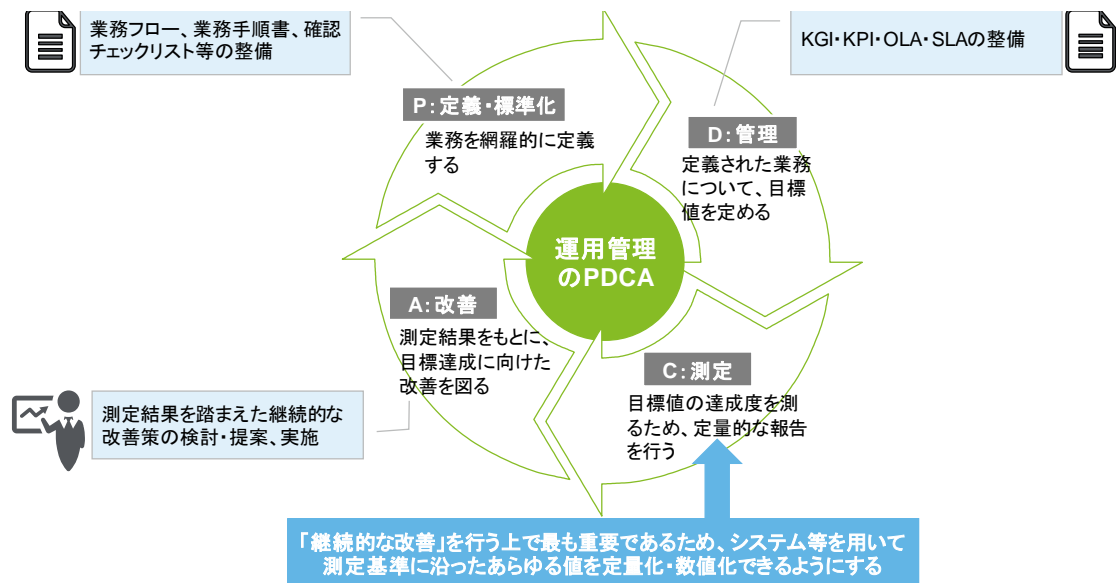 業務フロー、業務手順書、確認
チェックリスト等の整備
KGI・KPI・OLA・SLAの整備
P：定義・標準化
業務を網羅的に定義
する
D：管理
定義された業務
について、目標
値を定める
運用管理
のPDCA
A：改善
測定結果をもとに、
目標達成に向けた
改善を図る
C：測定
目標値の達成度を測
るため、定量的な報告
を行う
測定結果を踏まえた継続的な
改善策の検討・提案、実施
「継続的な改善」を行う上で最も重要であるため、システム等を用いて
測定基準に沿ったあらゆる値を定量化・数値化できるようにする